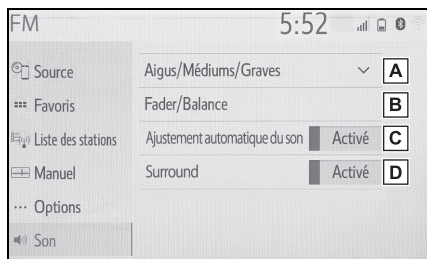 FM
5:52
Source
Favoris
Liste des stations
Manuel
Options
Son
Aigus/Médiums/Graves
A
Fader/Balance
B
Ajustement automatique du son
Activé
C
Surround
Activé
D